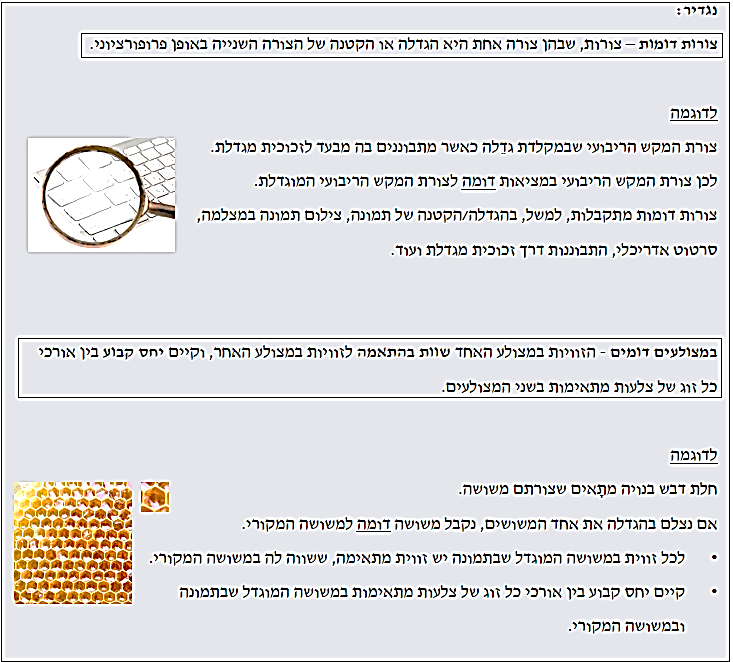 נגדיר:
צורות דומות – צורות, שבהן צורה אחת היא הגדלה או הקטנה של הצורה השנייה באופן פרופורציוני.
לדוגמה
צורת המקש הריבועי שבמקלדת גדֵלה כאשר מתבוננים בה מבעד לזכוכית מגדלת.
לכן צורת המקש הריבועי במציאות דומה לצורת המקש הריבועי המוגדלת.
צורות דומות מתקבלות, למשל, בהגדלה/הקטנה של תמונה, צילום תמונה במצלמה,
סרטוט אדריכלי, התבוננות דרך זכוכית מגדלת ועוד.
במצולעים דומים - הזוויות במצולע האחד שוות בהתאמה לזוויות במצולע האחר, וקיים יחס קבוע בין אורכי
כל זוג של צלעות מתאימות בשני המצולעים.
לדוגמה
חלת דבש בנויה מתָאים שצורתם משושה.
אם נצלם בהגדלה את אחד המשושים, נקבל משושה דומה למשושה המקורי.
• לכל זווית במשושה המוגדל שבתמונה יש זווית מתאימה, ששווה לה במשושה המקורי.
• קיים יחס קבוע בין אורכי כל זוג של צלעות מתאימות במשושה המוגדל שבתמונה
ובמשושה המקורי.